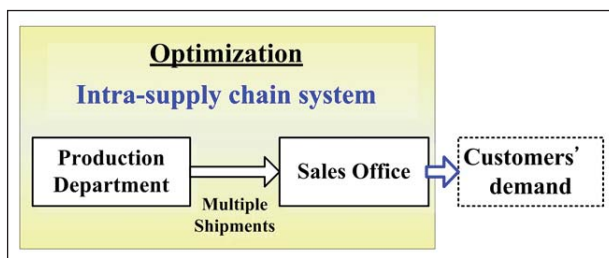 Optimization
Intra-supply chain system
Production
Department
Multiple
Shipments
Sales Office
Customers'
demand